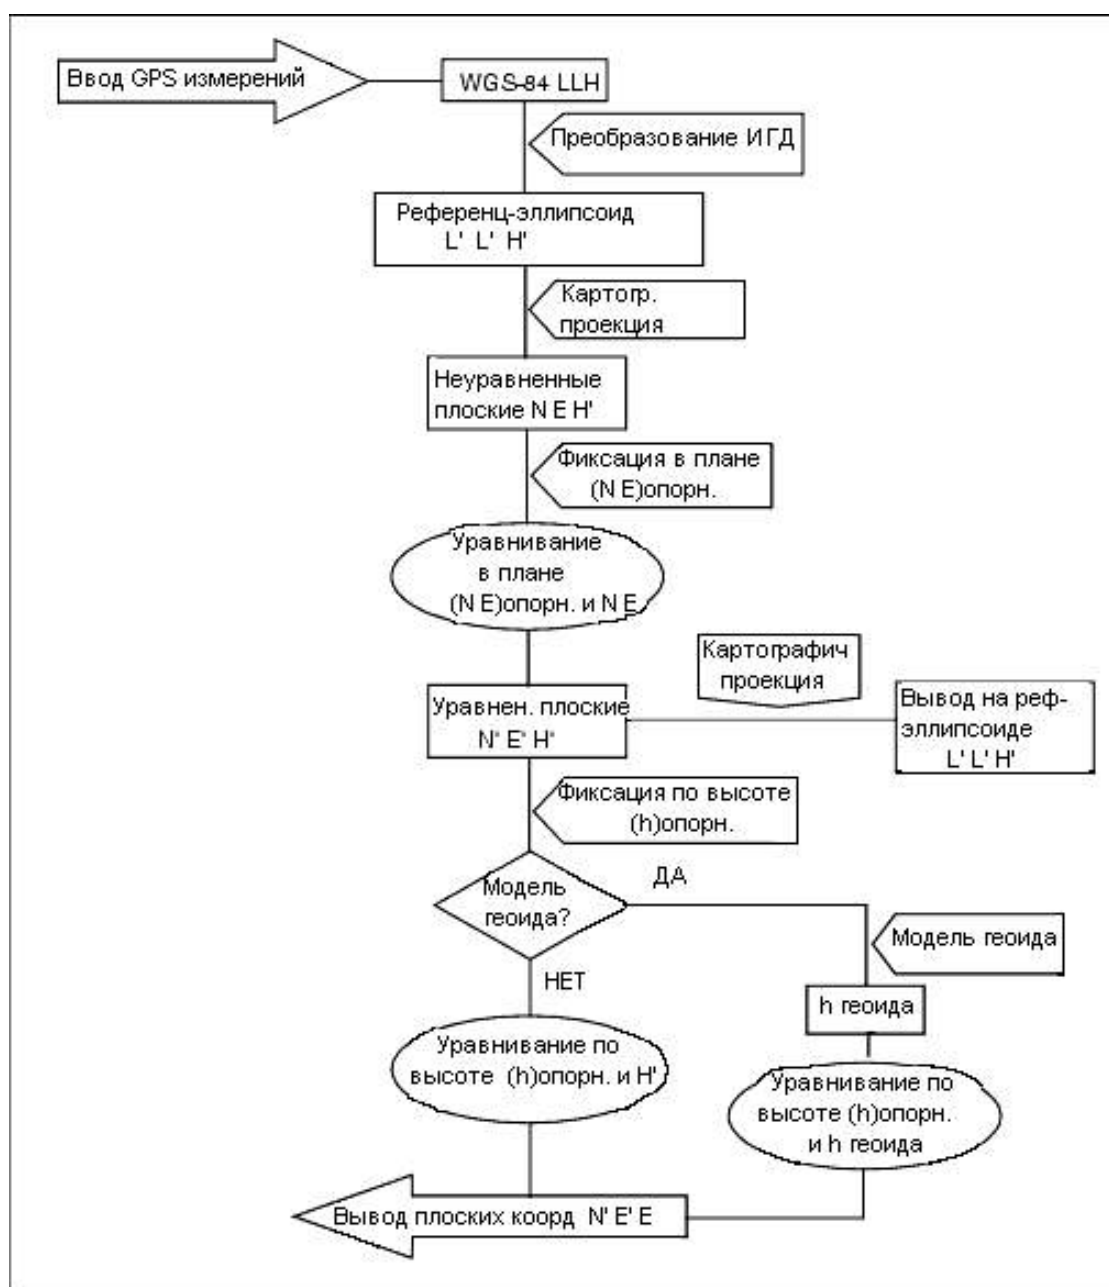 Ввод GPS измерений
WGS-84 LLH
Преобразование ИГД
Референц-эллипсоид
L' L' H'
Картогр.
проекция
Неуравненные
плоские N E H'
Фиксация в плане
(N E)опорн.
Уравнивание
в плане
(N E)опорн. и N E
Картографич
проекция
Уравнен. плоские
N' E' H'
Вывод на реф-
эллипсоиде
L' L' H'
Фиксация по высоте
(h)опорн.
Модель
геоида?
ДА
Модель геоида
НЕТ
h геоида
Уравнивание по
высоте (h)опорн. и H'
Уравнивание по
высоте (h)опорн.
и h геоида
Вывод плоских коорд N' E' E